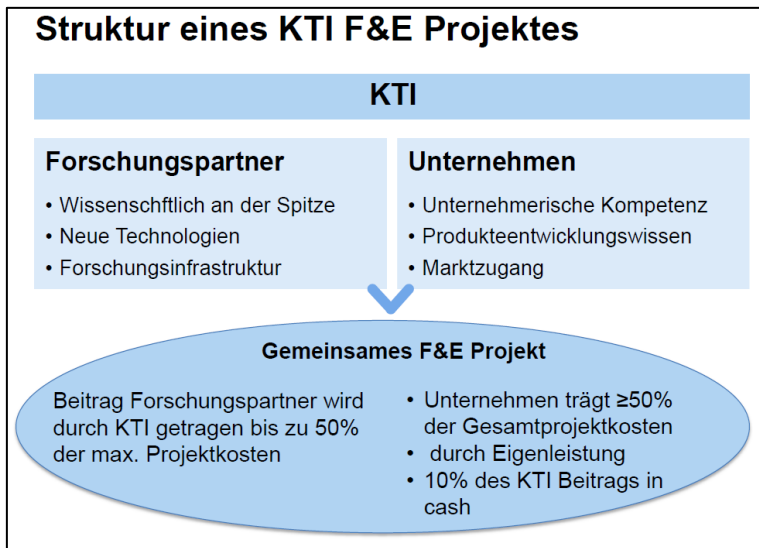 Struktur eines KTI F&E Projektes
KTI
Forschungspartner
• Wissenschftlich an der Spitze
• Neue Technologien
• Forschungsinfrastruktur
Unternehmen
• Unternehmerische Kompetenz
• Produkteentwicklungswissen
• Marktzugang
Gemeinsames F&E Projekt
Beitrag Forschungspartner wird
durch KTI getragen bis zu 50%
der max. Projektkosten
• Unternehmen trägt ≥50%
der Gesamtprojektkosten
• durch Eigenleistung
• 10% des KTI Beitrags in
cash